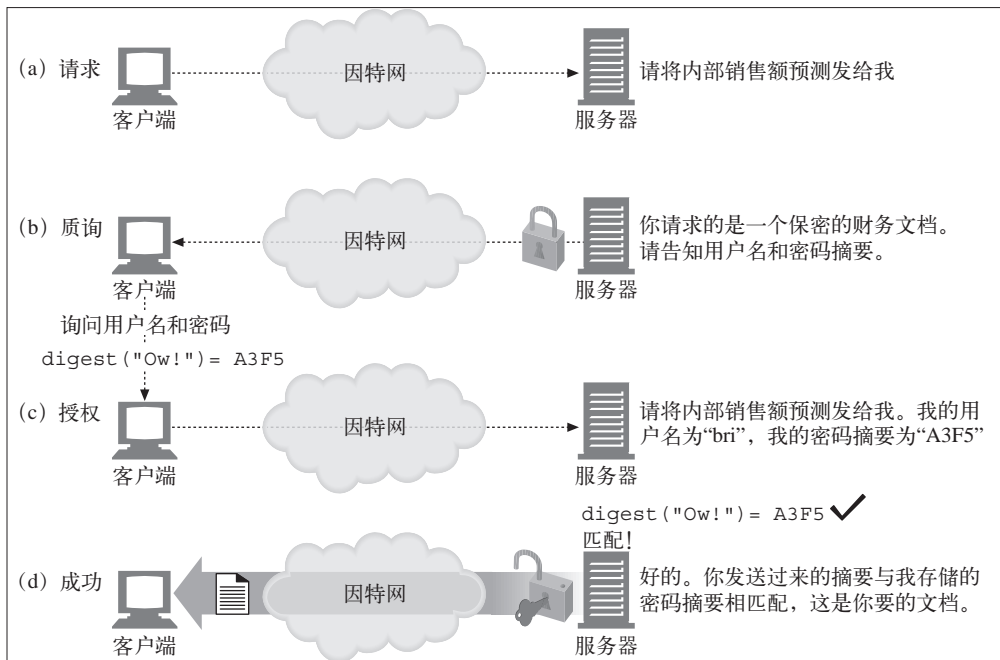 (a) 请求
因特网
请将内部销售额预测发给我
客户端
服务器
(b) 质询
因特网
你请求的是一个保密的财务文档。
请告知用户名和密码摘要。
客户端
服务器
询问用户名和密码
digest("Ow!")= A3F5
(c) 授权
因特网
请将内部销售额预测发给我。我的用
户名为“bri”，我的密码摘要为“A3F5”
客户端
服务器
digest("Ow!")= A3F5
匹配！
(d) 成功
因特网
好的。你发送过来的摘要与我存储的
密码摘要相匹配，这是你要的文档。
客户端
服务器